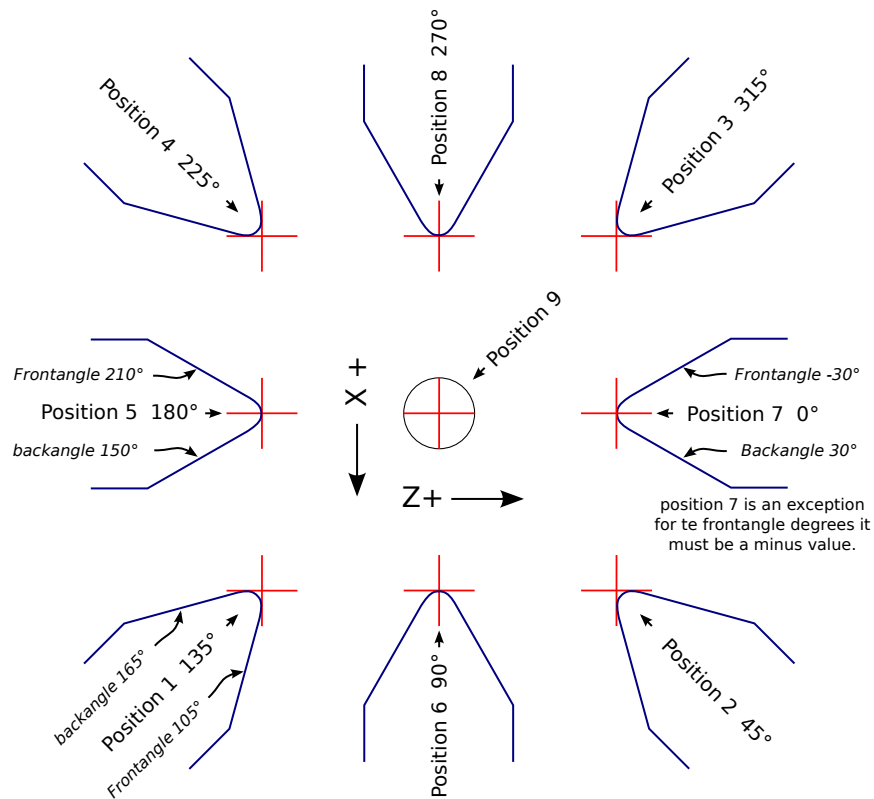 Position 4  225°
Position 8  270°
Position 3  315°
Position 9
X +
Z+
Frontangle 210°
Position 5  180°
backangle 150°
Frontangle -30°
Position 7  0°
Backangle 30°
position 7 is an exception
for te frontangle degrees it
must be a minus value.
backangle 165°
Position 1  135°
Frontangle 105°
Position 6  90°
Position 2  45°